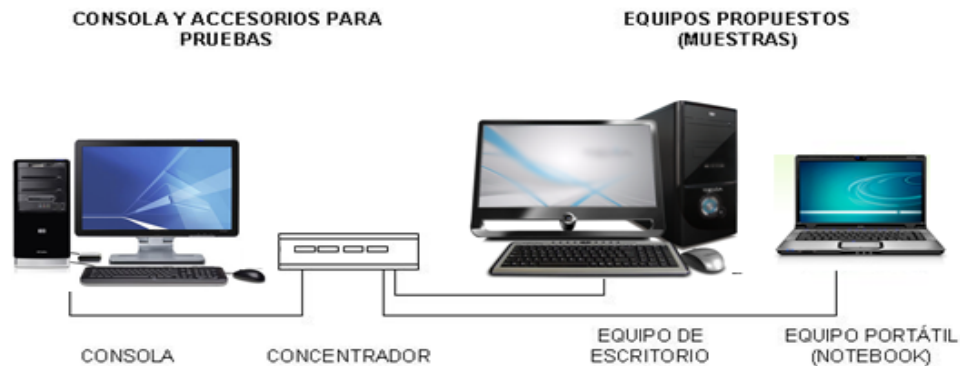 CONSOLA Y ACCESORIOS PARA
PRUEBAS
EQUIPOS PROPUESTOS
(MUESTRAS)
CONSOLA
CONCENTRADOR
EQUIPO DE
ESCRITORIO
EQUIPO PORTÁTIL
(NOTEBOOK)